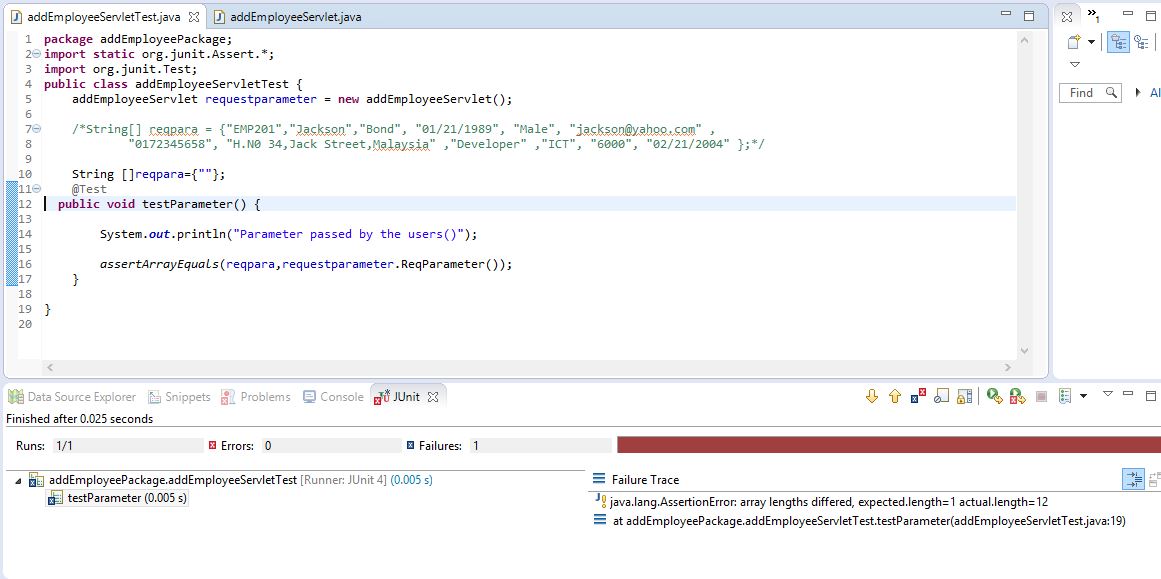 addEmployeeServletTest.java addEmployeeServlet.java
1 package addEmployeePackage;
2 import static org.junit.Assert.*;
3 import org.junit.Test;
4 public class addEmployeeServletTest {
5 addEmployeeServlet requestparameter = new addEmployeeServlet();
6
7 /*String[] reqpara = {"EMP201","Jackson","Bond", "01/21/1989", "Male", "jackson@yahoo.com" ,
8 "0172345658", "H.N0 34,Jack Street,Malaysia" ,"Developer" ,"ICT", "6000", "02/21/2004" };*/
9
10 String []reqpara={""};
11 @Test
12 public void testParameter() {
13
14 System.out.println("Parameter passed by the users()");
15
16 assertArrayEquals(reqpara,requestparameter.ReqParameter());
17 }
18
19 }
20
1
Find Al
Data Source Explorer Snippets Problems Console JUnit
Finished after 0.025 seconds
Runs: 1/1 Errors: 0 Failures: 1
addEmployeePackage.addEmployeeServletTest [Runner: JUnit 4] (0.005 s)
testParameter (0.005 s)
Failure Trace
java.lang.AssertionError: array lengths differed, expected.length=1 actual.length=12
at addEmployeePackage.addEmployeeServletTest.testParameter(addEmployeeServletTest.java:19)